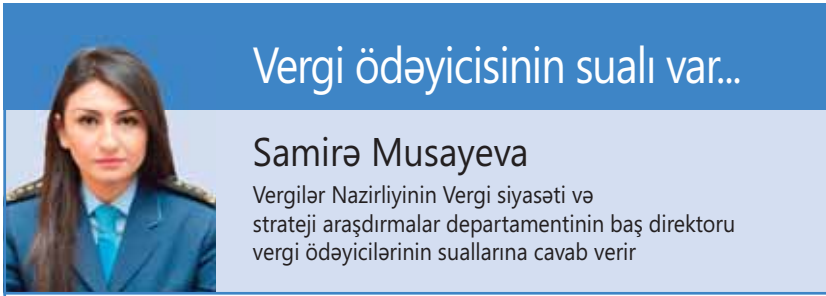 Vergi ödəyicisinin sualı var...
Samirə Musayeva
Vergilər Nazirliyinin Vergi siyasəti və
strateji araşdırmalar departamentinin baş direktoru
vergi ödəyicilərinin suallarına cavab verir